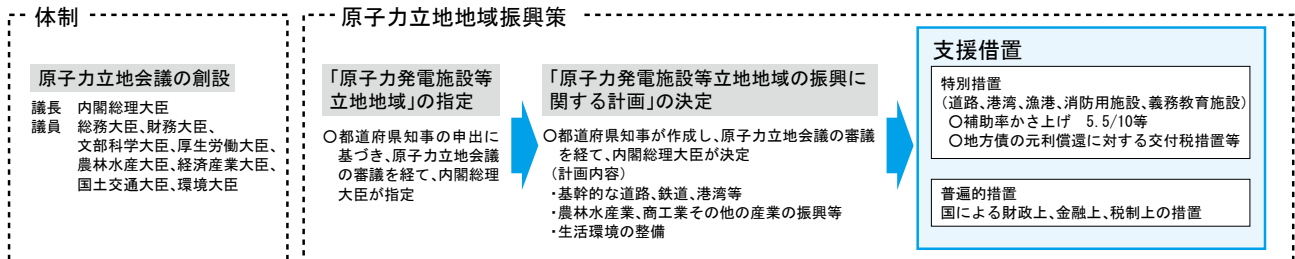 体制
原子力立地会議の創設
議長　内閣総理大臣
議員　総務大臣、財務大臣、
文部科学大臣、厚生労働大臣、
農林水産大臣、経済産業大臣、
国土交通大臣、環境大臣
原子力立地地域振興策
「原子力発電施設等
立地地域」の指定
○都道府県知事の申出に
基づき、原子力立地会議
の審議を経て、内閣総理
大臣が指定
「原子力発電施設等立地地域の振興に
関する計画」の決定
○都道府県知事が作成し、原子力立地会議の審議
を経て、内閣総理大臣が決定
（計画内容）
・基幹的な道路、鉄道、港湾等
・農林水産業、商工業その他の産業の振興等
・生活環境の整備
支援借置
特別措置
（道路、港湾、漁港、消防用施設、義務教育施設）
○補助率かさ上げ　5.5/10等
○地方債の元利償還に対する交付税措置等
普遍的措置
国による財政上、金融上、税制上の措置